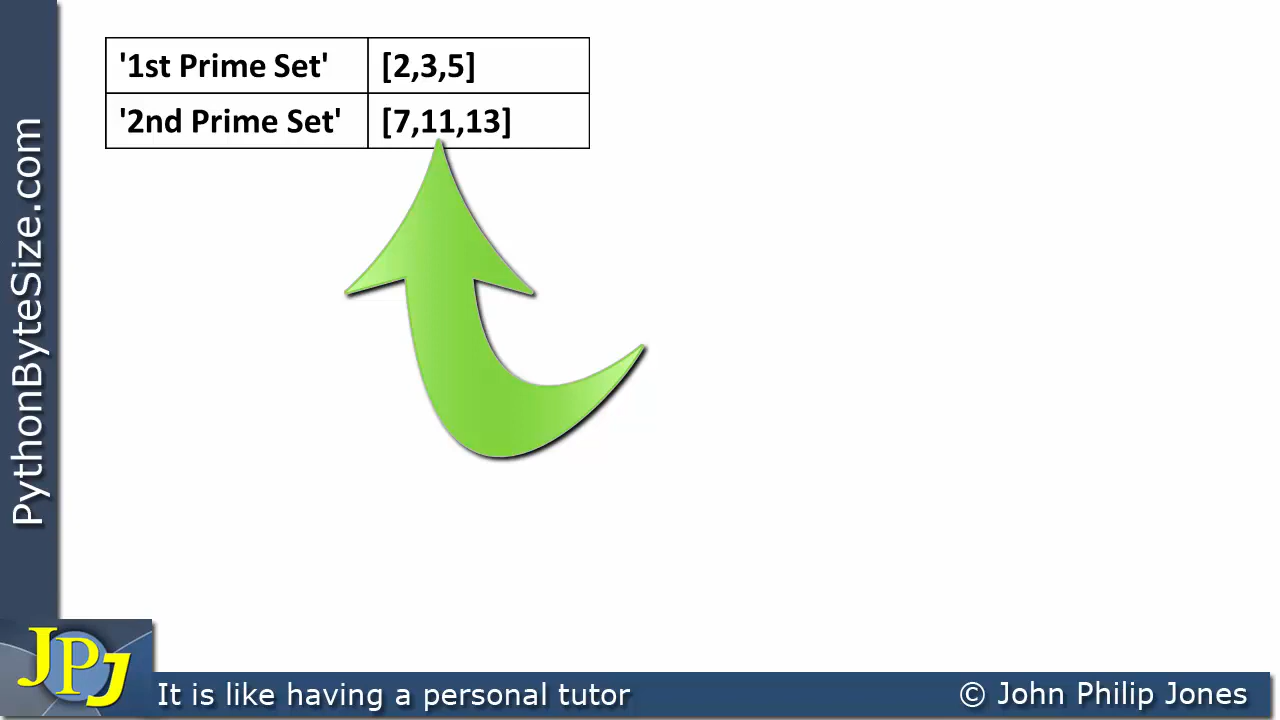 '1st Prime Set' [2,3,5]
'2nd Prime Set' [7,11,13]
PythonByteSize.com
JPJ
It is like having a personal tutor
© John Philip Jones